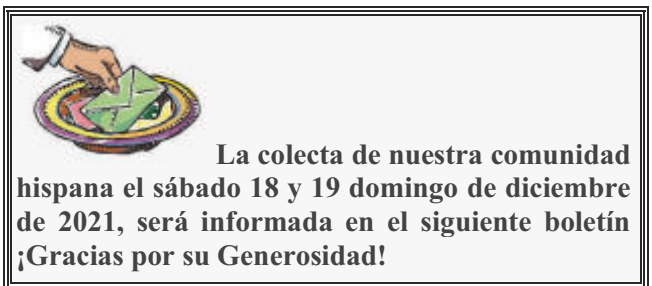 La colecta de nuestra comunidad
hispana el sábado 18 y 19 domingo de diciembre
de 2021, será informada en el siguiente boletín
¡Gracias por su Generosidad!